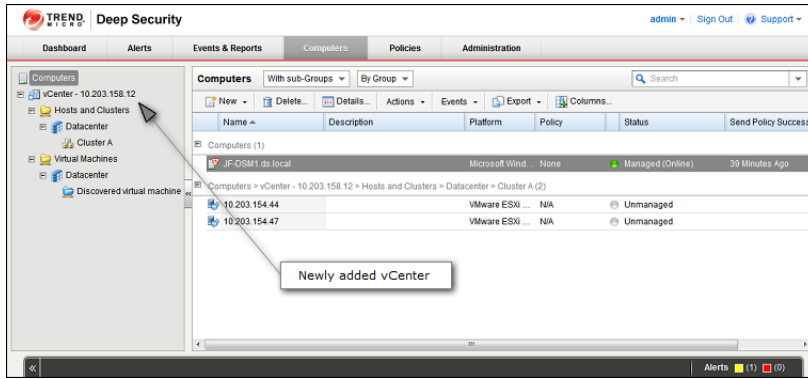 TREND MICRO Deep Security
admin Sign Out Support
Dashboard Alerts Events & Reports Computers Policies Administration
Computers
vCenter - 10.203.158.12
Hosts and Clusters
Datacenter
Cluster A
Virtual Machines
Datacenter
Discovered virtual machine
Computers With sub-Groups By Group Search
New Delete... Details... Actions Events Export Columns...
Name Description Platform Policy Status Send Policy Success
Computers (1)
JF-DSM1.ds.local Microsoft Wind... None Managed (Online) 39 Minutes Ago
Computers > vCenter - 10.203.158.12 > Hosts and Clusters > Datacenter > Cluster A (2)
10.203.154.44 VMware ESXi ... N/A Unmanaged
10.203.154.47 VMware ESXi ... N/A Unmanaged
Newly added vCenter
Alerts (1) (0)